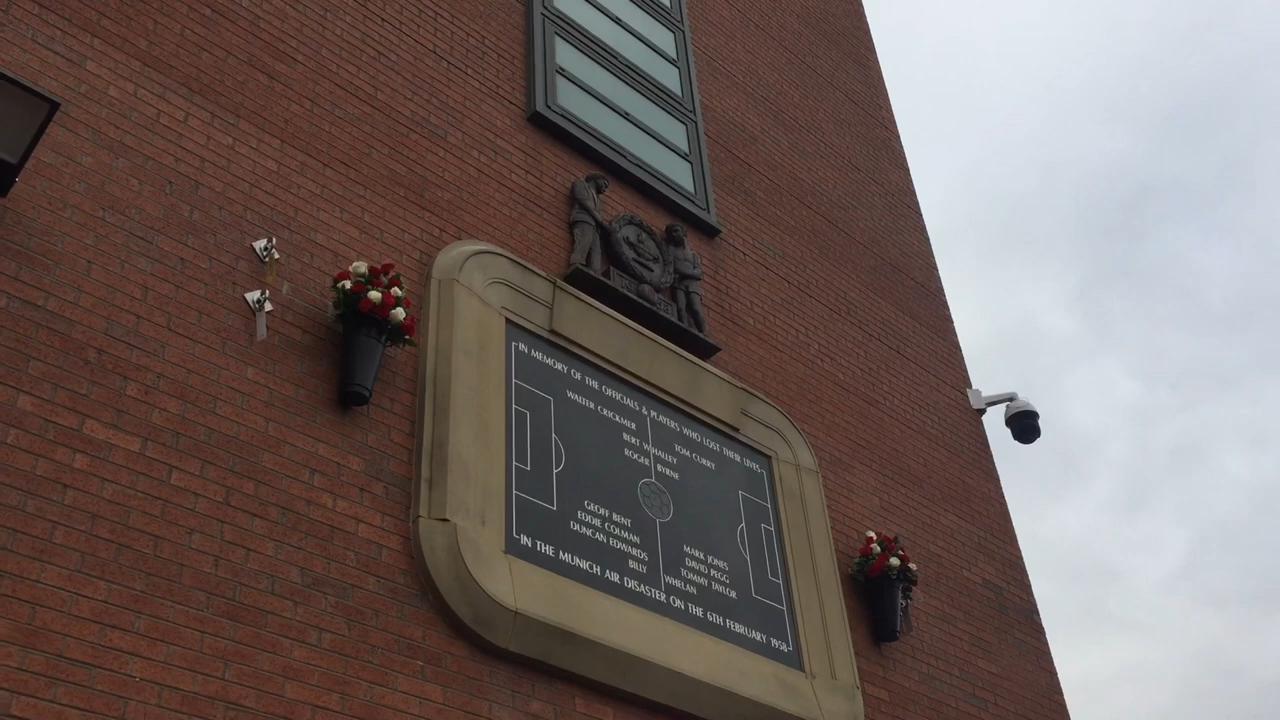 IN MEMORY OF THE OFFICIALS & PLAYERS WHO LOST THEIR LIVES
WALTER CRICKMER
TOM CURRY
BERT WHALLEY
ROGER BYRNE
GEOFF BENT
EDDIE COLMAN
DUNCAN EDWARDS
MARK JONES
DAVID PEGG
TOMMY TAYLOR
BILLY WHELAN
IN THE MUNICH AIR DISASTER ON THE 6TH FEBRUARY 1958